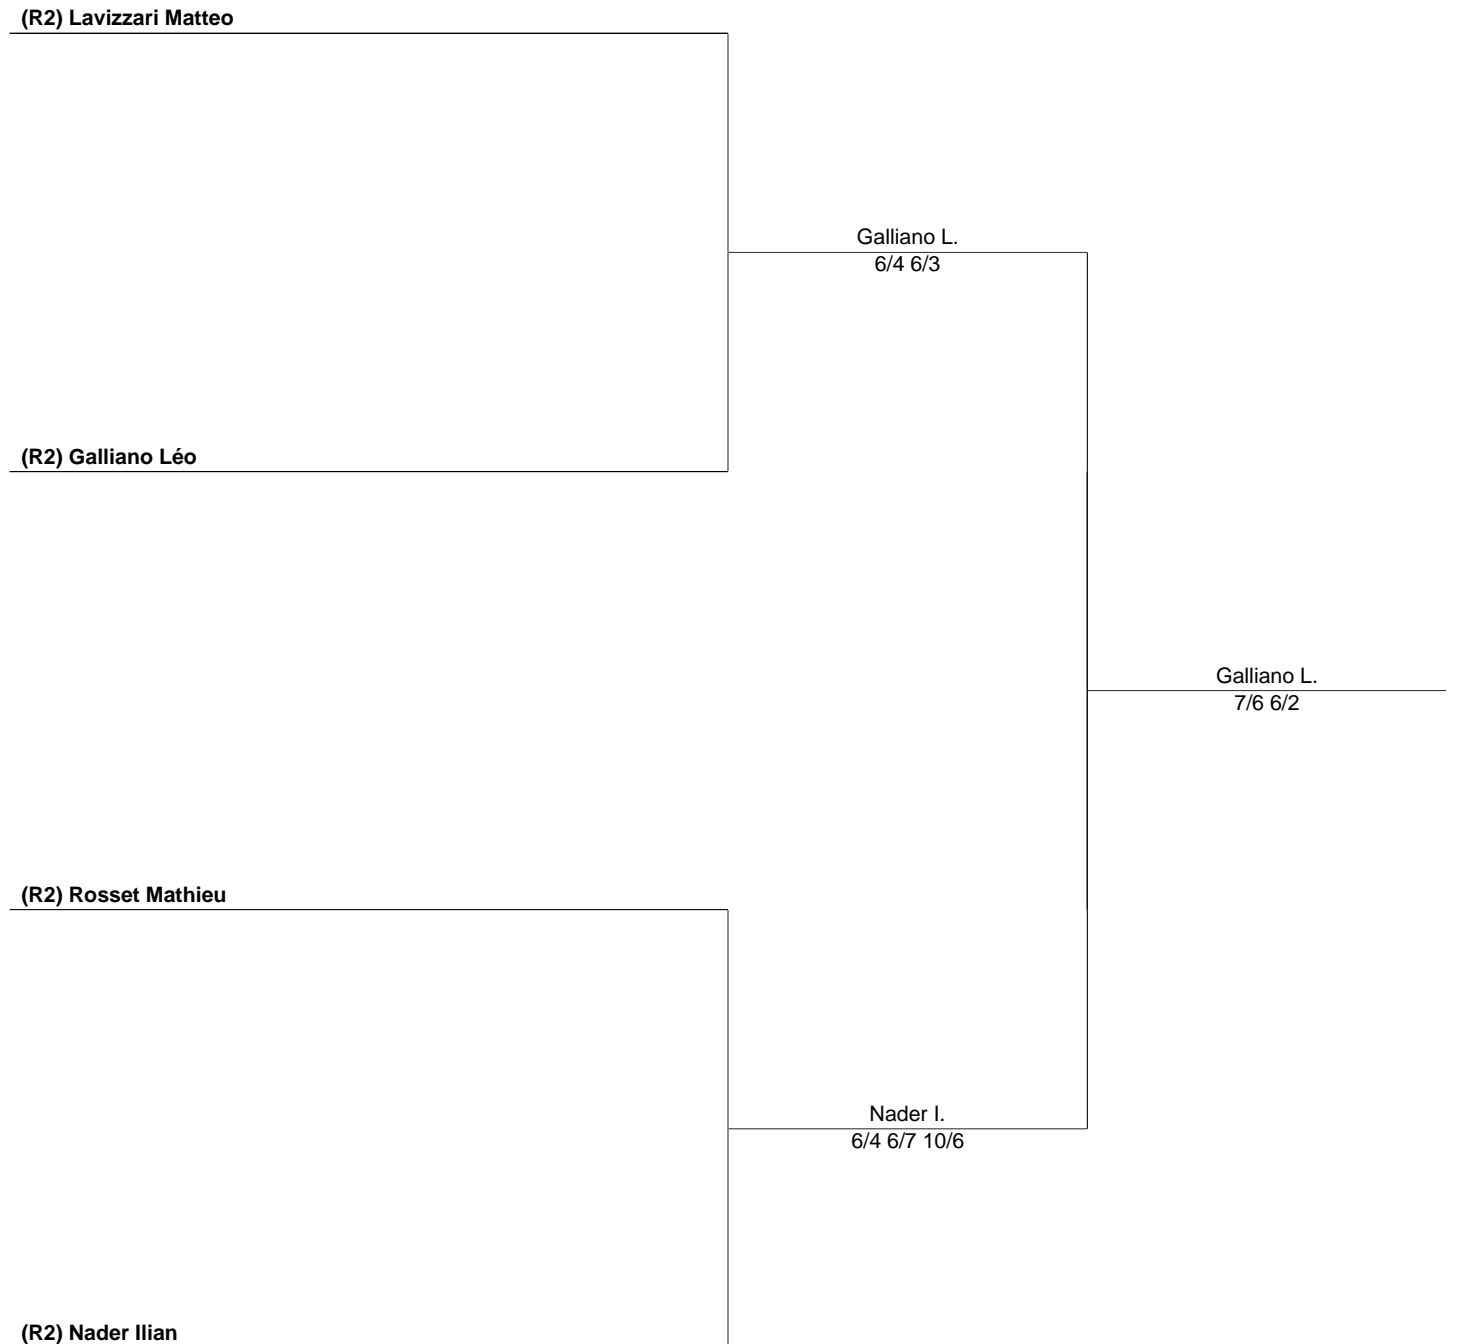 (R2) Lavizzari Matteo
Galliano L.
6/4 6/3
(R2) Galliano Léo
Galliano L.
7/6 6/2
(R2) Rosset Mathieu
Nader I.
6/4 6/7 10/6
(R2) Nader Ilian